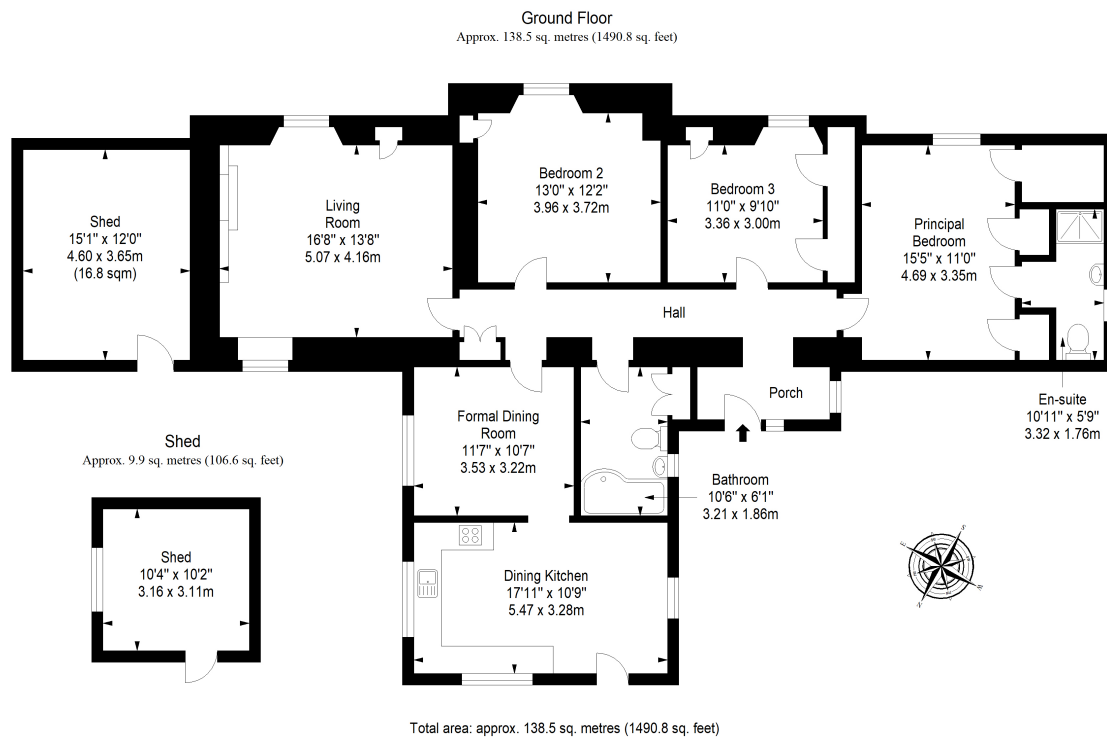 Ground Floor
Approx. 138.5 sq. metres (1490.8 sq. feet)
Shed
15'1" x 12'0"
4.60 x 3.65m
(16.8 sqm)
Living
Room
16'8" x 13'8"
5.07 x 4.16m
Bedroom 2
13'0" x 12'2"
3.96 x 3.72m
Bedroom 3
11'0" x 9'10"
3.36 x 3.00m
Principal
Bedroom
15'5" x 11'0"
4.69 x 3.35m
Hall
Porch
En-suite
10'11" x 5'9"
3.32 x 1.76m
Formal Dining
Room
11'7" x 10'7"
3.53 x 3.22m
Bathroom
10'6" x 6'1"
3.21 x 1.86m
Shed
Approx. 9.9 sq. metres (106.6 sq. feet)
Shed
10'4" x 10'2"
3.16 x 3.11m
Dining Kitchen
17'11" x 10'9"
5.47 x 3.28m
S
E
W
N
Total area: approx. 138.5 sq. metres (1490.8 sq. feet)